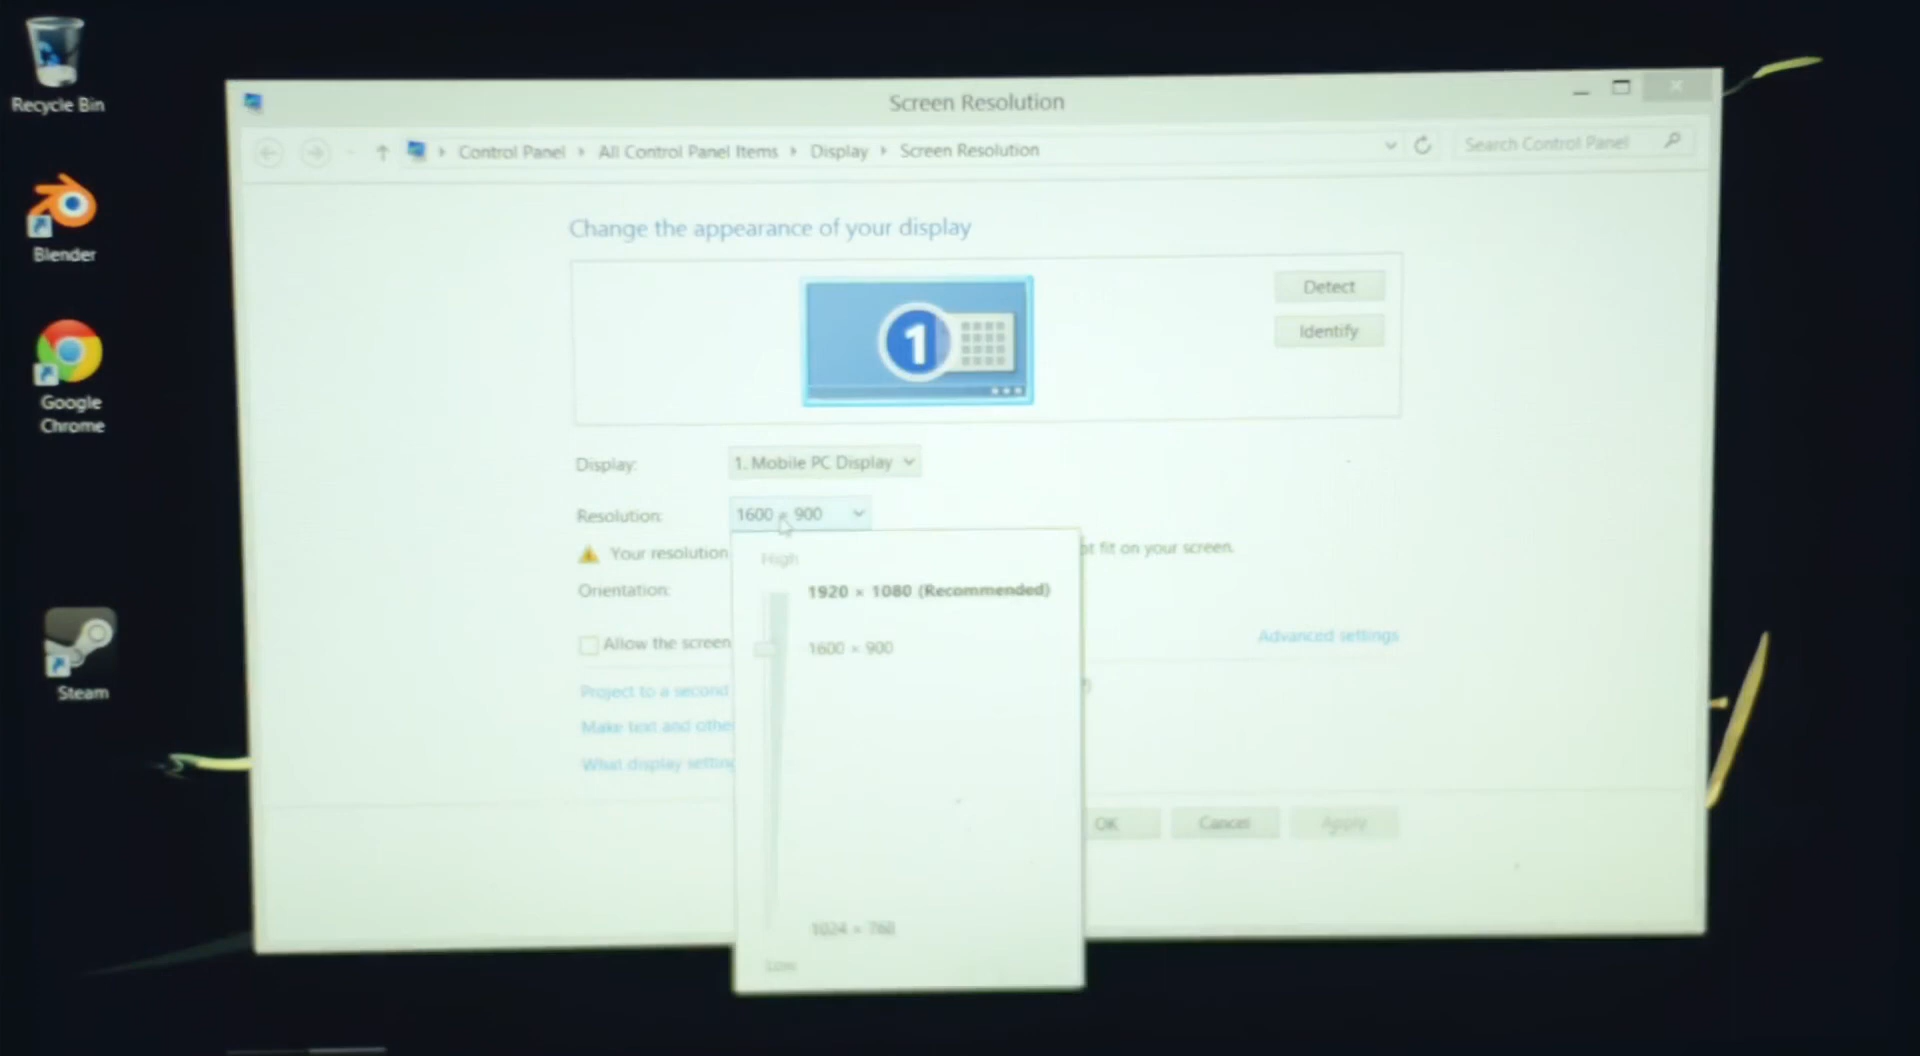 Recycle Bin
Blender
Google
Chrome
Steam
Screen Resolution
Control Panel
All Control Panel Items
Display
Screen Resolution
Search Control Panel
Change the appearance of your display
1
Detect
Identify
Display:
1. Mobile PC Display
Resolution:
1600 × 900
Your resolution
fit on your screen.
High
1920 × 1080 (Recommended)
1600 × 900
1024 × 768
Low
Orientation:
Allow the screen
Advanced settings
Project to a second
Make text and othe
What display setting
OK
Cancel
Apply